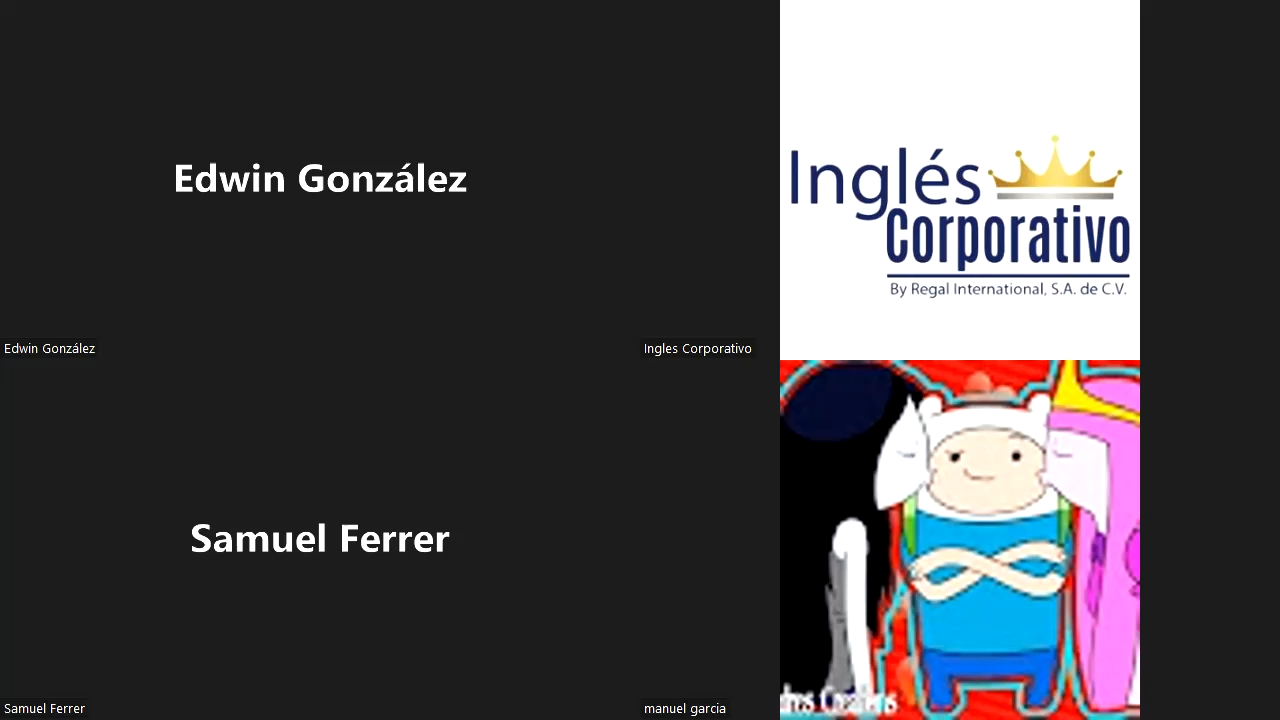 Edwin González
Edwin González
Inglés
Corporativo
By Regal International, S.A. de C.V.
Ingles Corporativo
Samuel Ferrer
Samuel Ferrer
manuel garcia